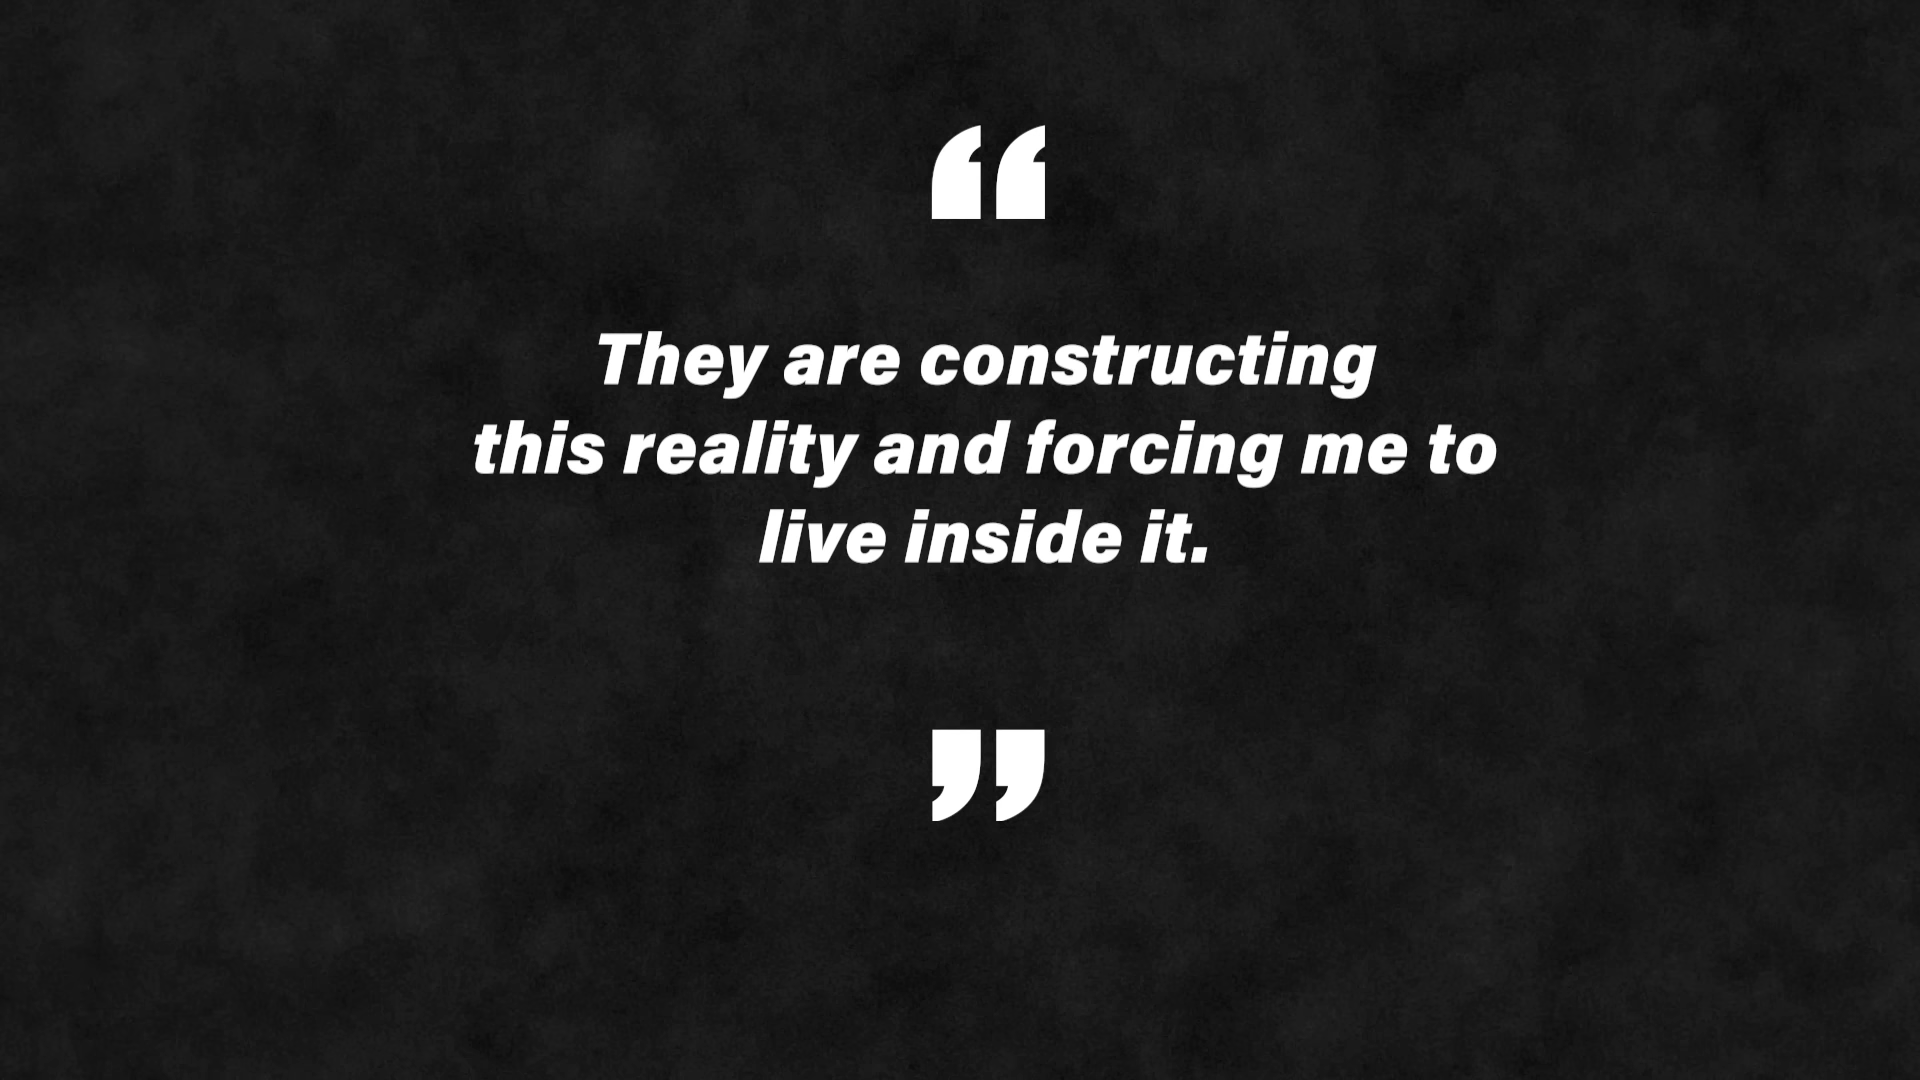 “
They are constructing
this reality and forcing me to
live inside it.
”